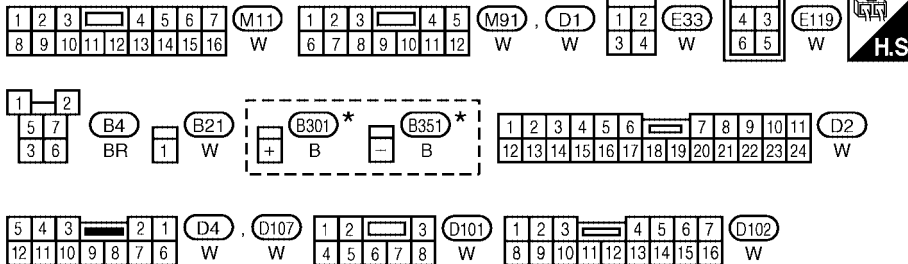 1 2 3 4 5 6 7 M11 1 2 3 4 5 M91 , D1 1 2 E33 4 3 E119
8 9 10 11 12 13 14 15 16 W 6 7 8 9 10 11 12 W W 3 4 W 6 5 W H.S
1 2
5 7 B4 B21 B301 * B351 * 1 2 3 4 5 6 7 8 9 10 11 D2
3 6 BR 1 W + B - B 12 13 14 15 16 17 18 19 20 21 22 23 24 W
5 4 3 2 1 D4 , D107 1 2 3 D101 1 2 3 4 5 6 7 D102
12 11 10 9 8 7 6 W W 4 5 6 7 8 W 8 9 10 11 12 13 14 15 16 W